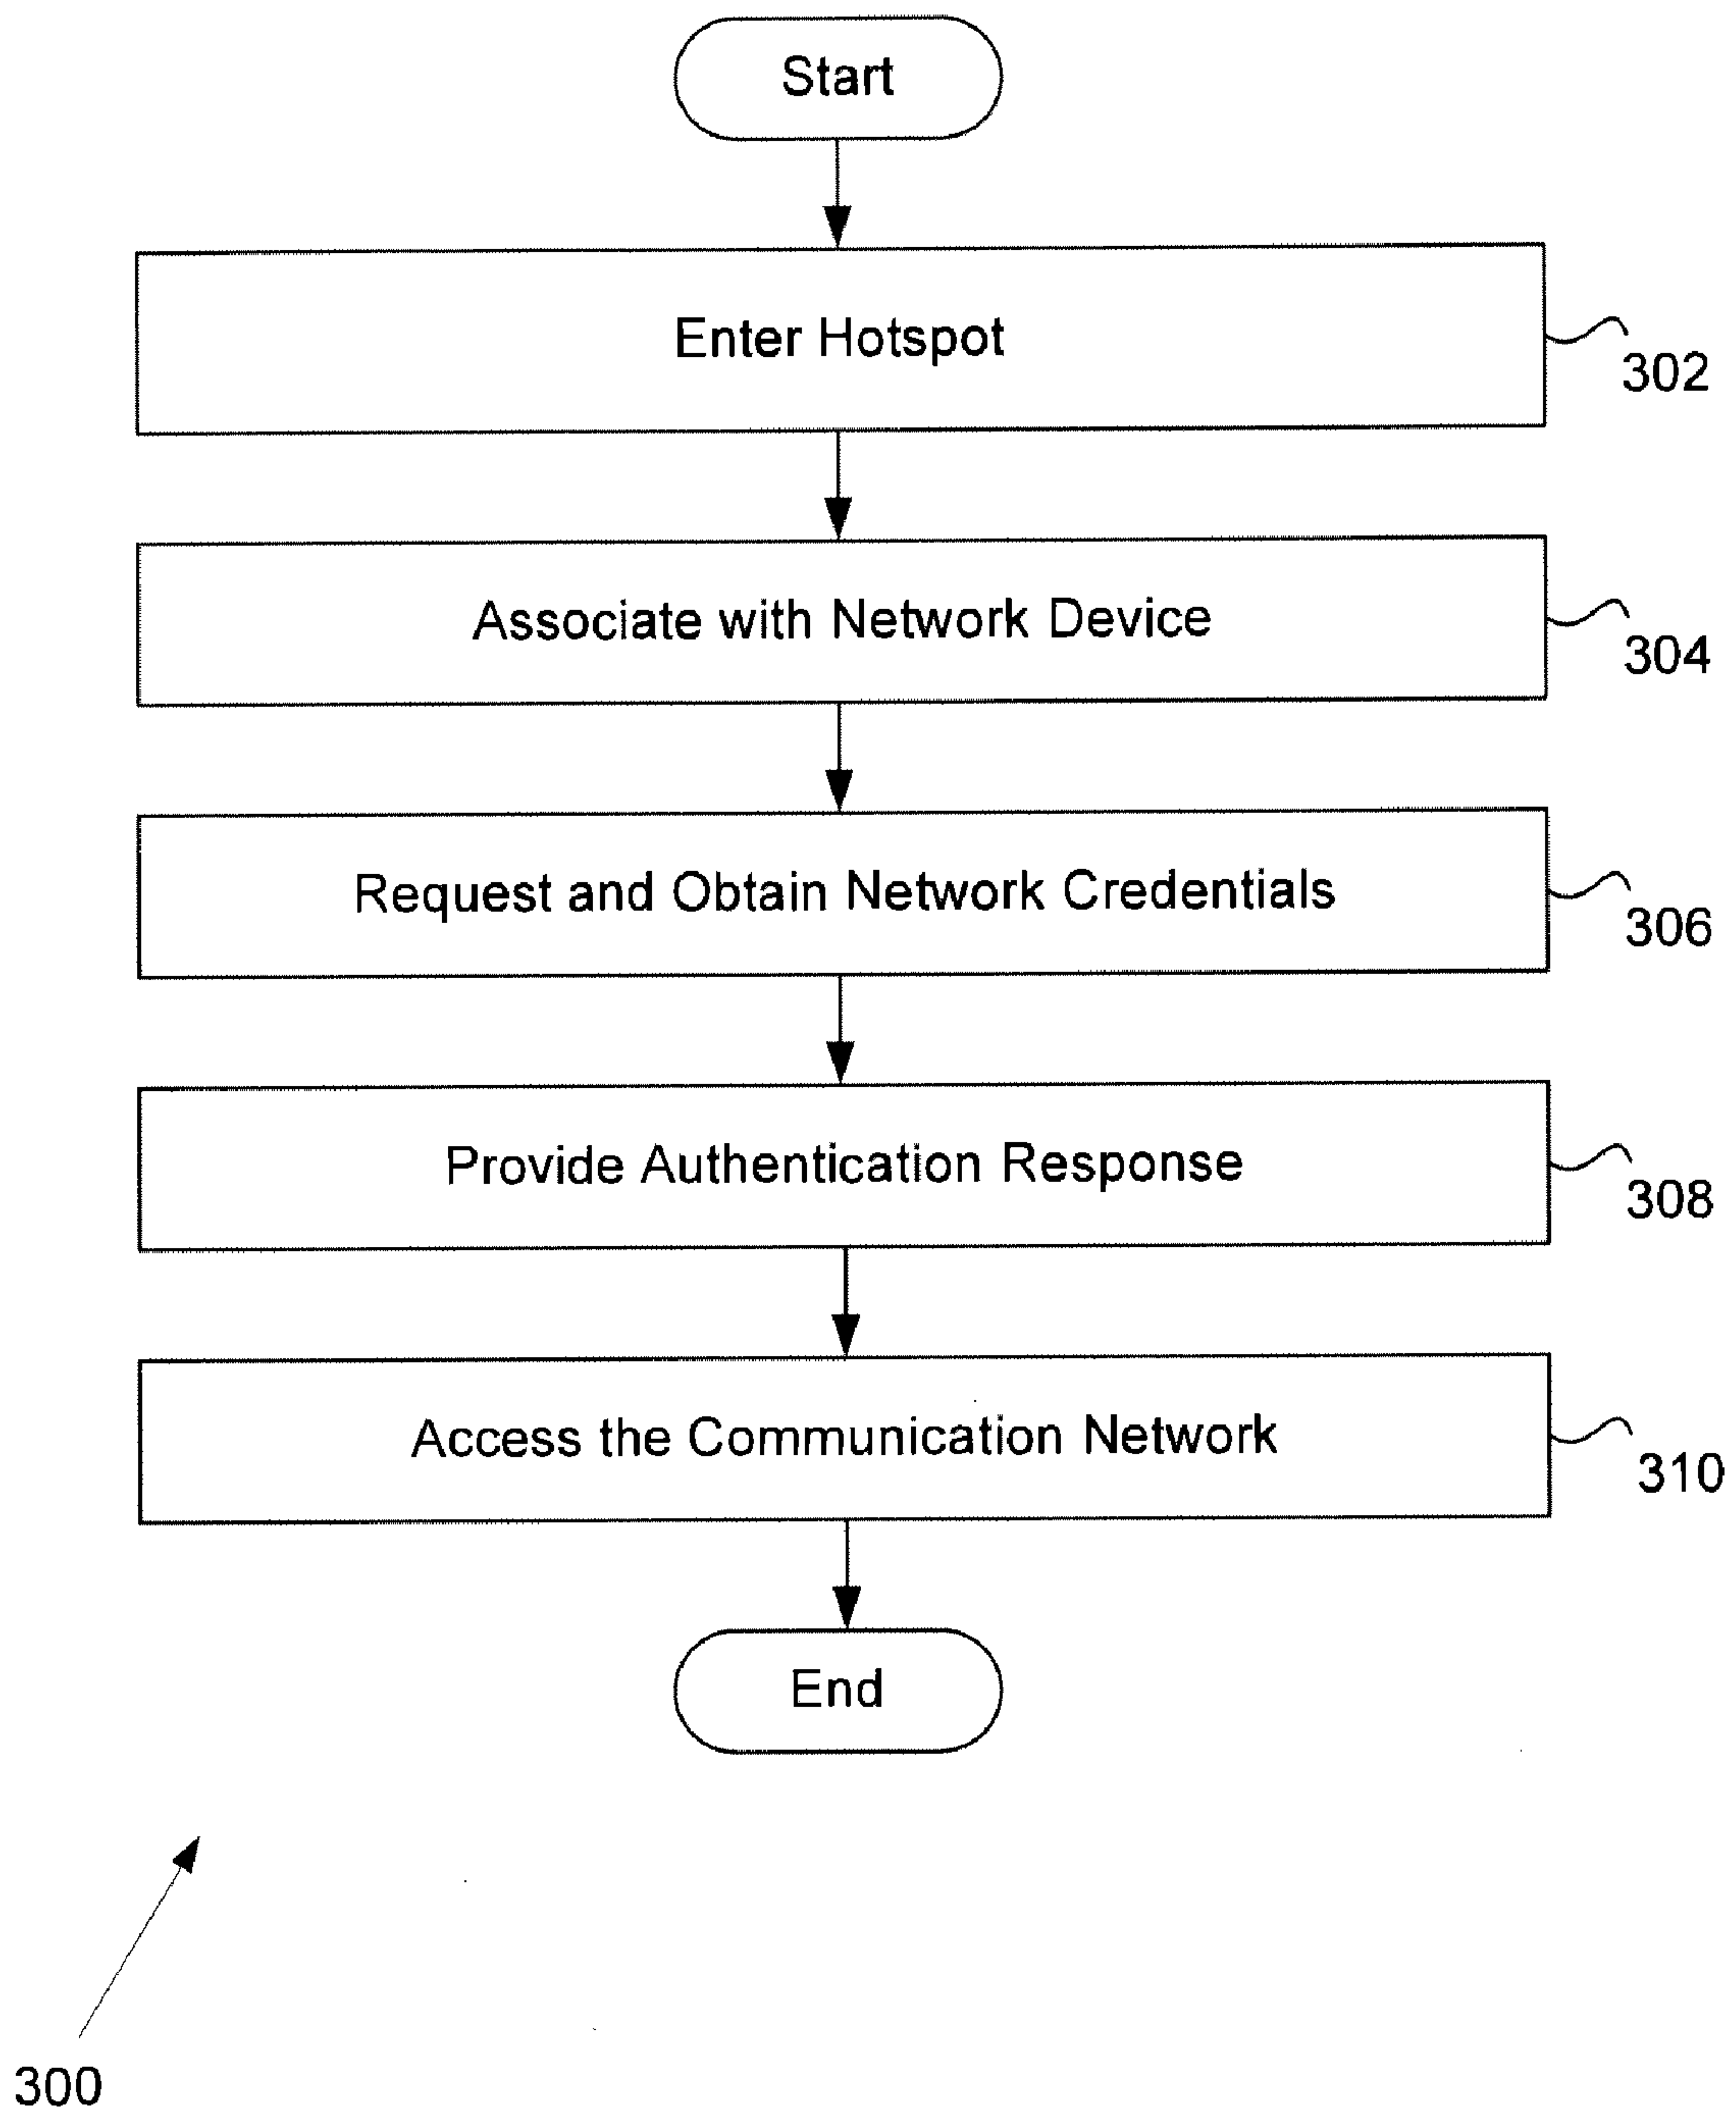 Start
Enter Hotspot
302
Associate with Network Device
304
Request and Obtain Network Credentials
306
Provide Authentication Response
308
Access the Communication Network
310
End
300